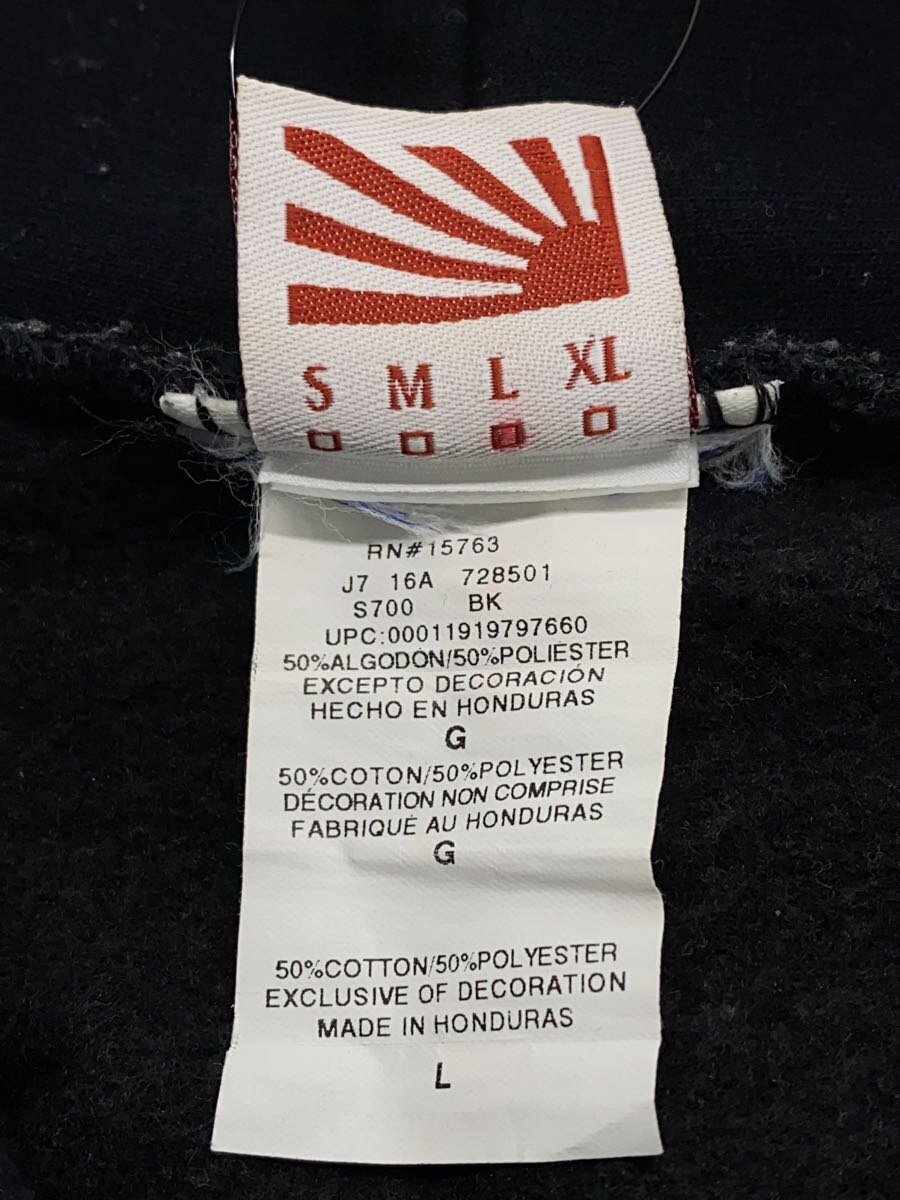 S M L XL
RN#15763
J7 16A 728501
S700 BK
UPC:00011919797660
50%ALGODÓN/50%POLIÉSTER
EXCEPTO DECORACIÓN
HECHO EN HONDURAS
G
50%COTON/50%POLYESTER
DÉCORATION NON COMPRISE
FABRIQUÉ AU HONDURAS
G
50%COTTON/50%POLYESTER
EXCLUSIVE OF DECORATION
MADE IN HONDURAS
L